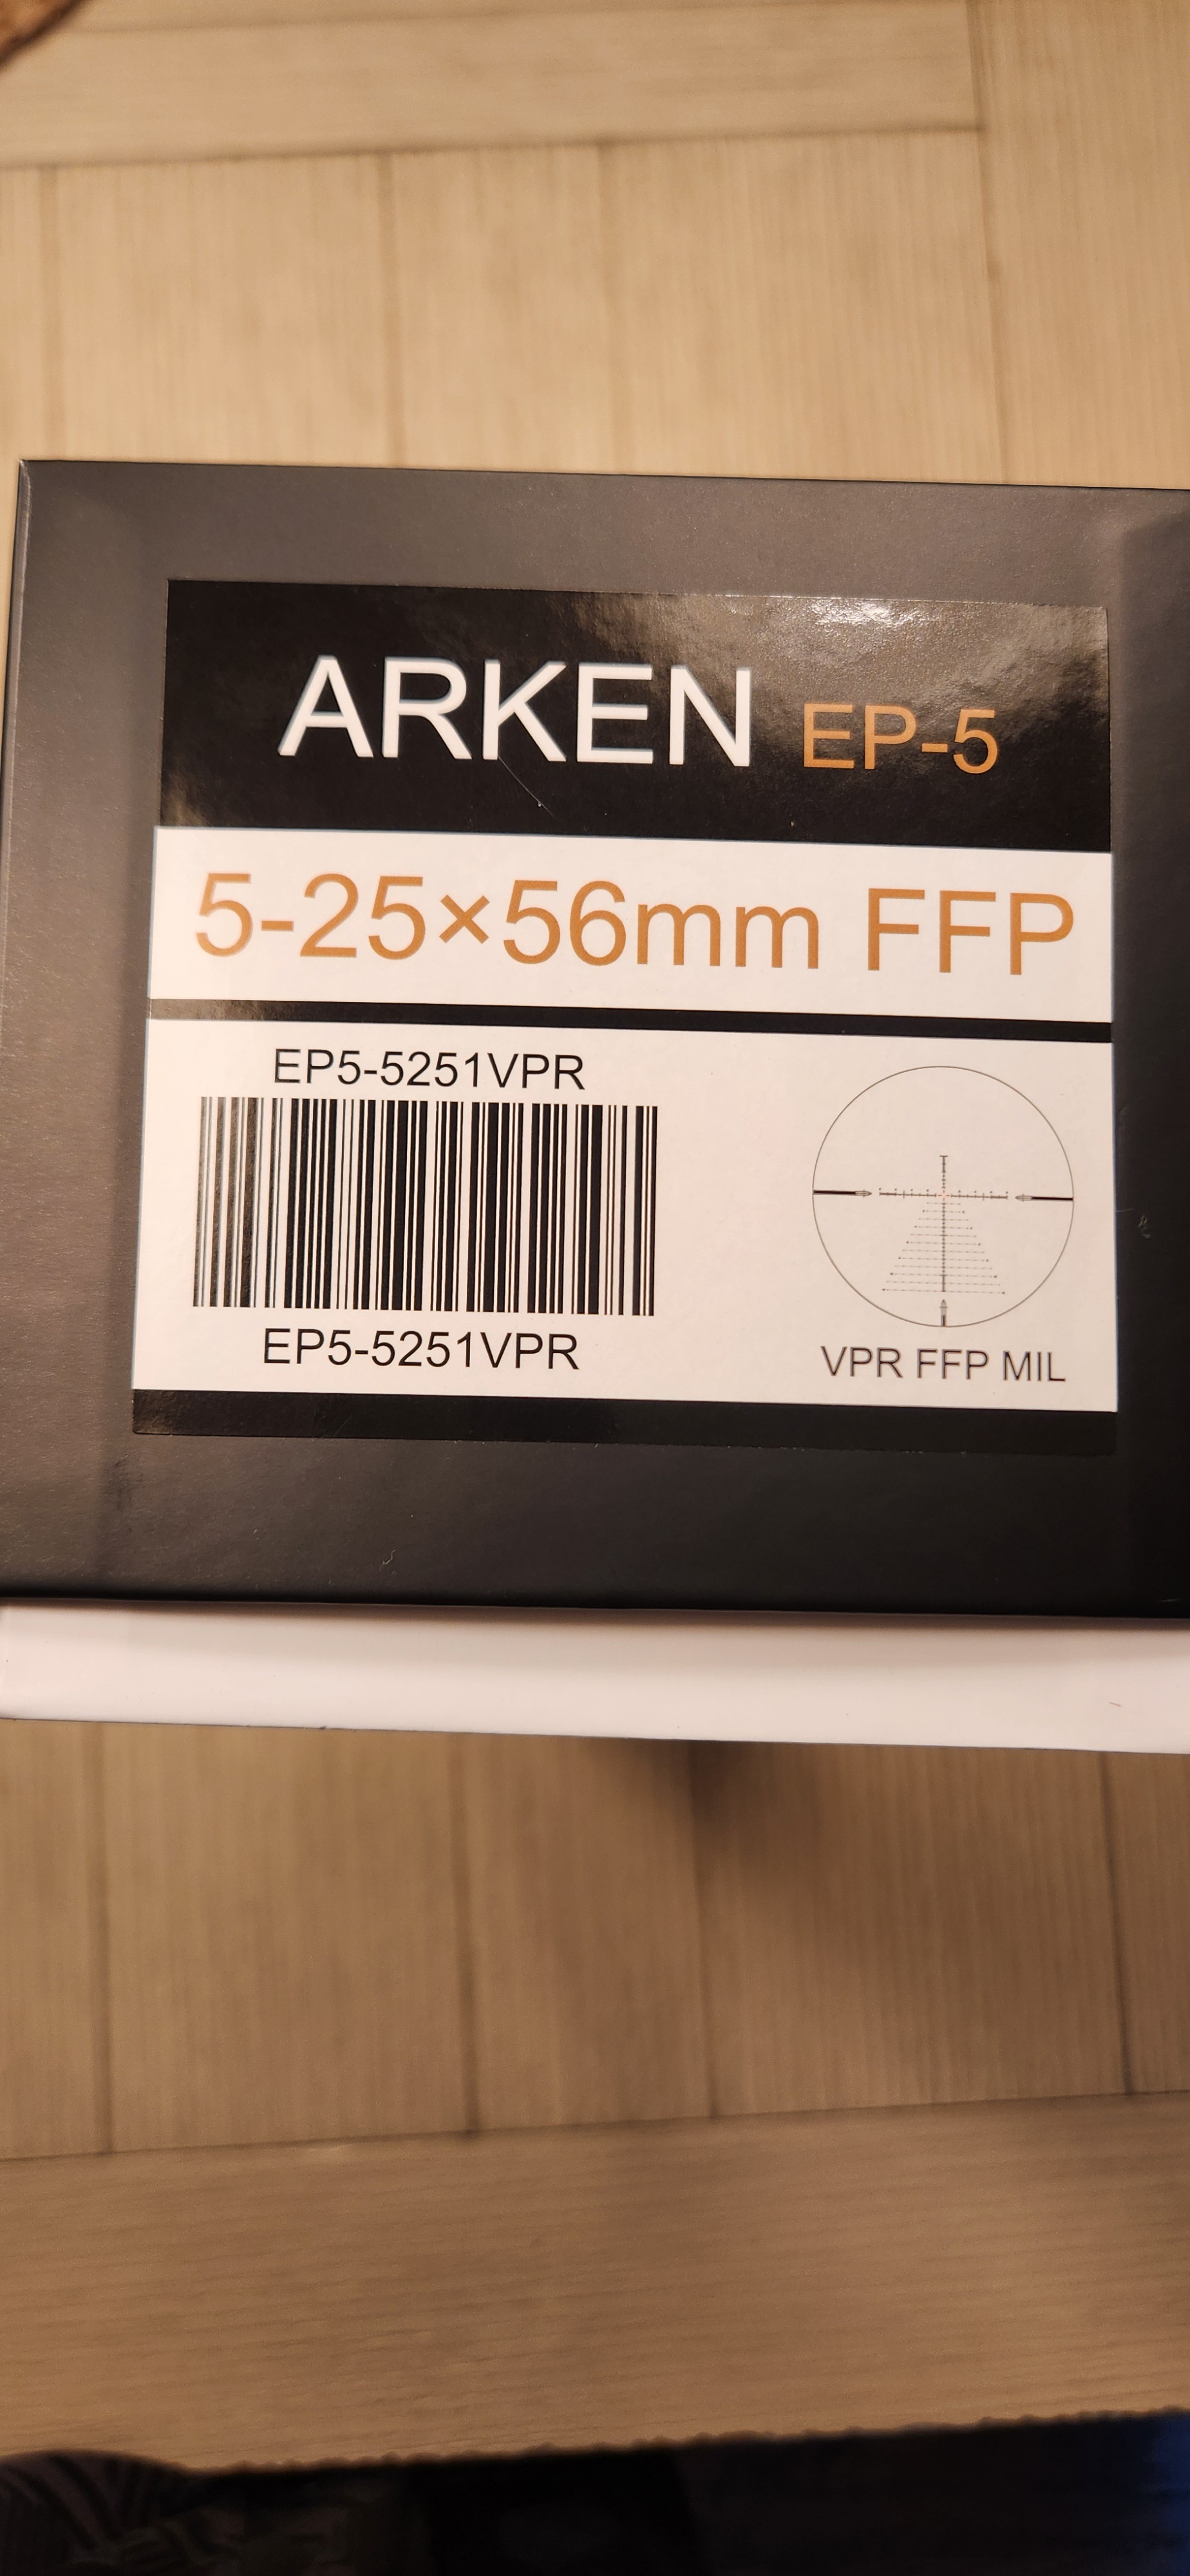 ARKEN EP-5
5-25×56mm FFP
EP5-5251VPR
EP5-5251VPR
VPR FFP MIL